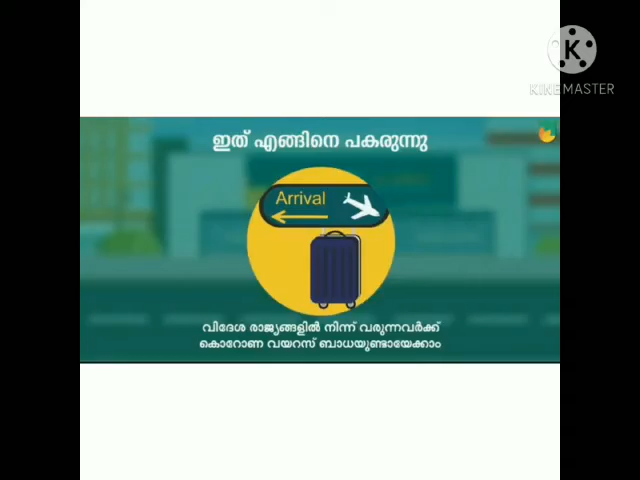 KINEMASTER
ഇത് എങ്ങിനെ പകരുന്നു
Arrival
വിദേശ രാജ്യങ്ങളിൽ നിന്ന് വരുന്നവർക്ക്
കൊറോണ വയറസ് ബാധയുണ്ടായേക്കാം